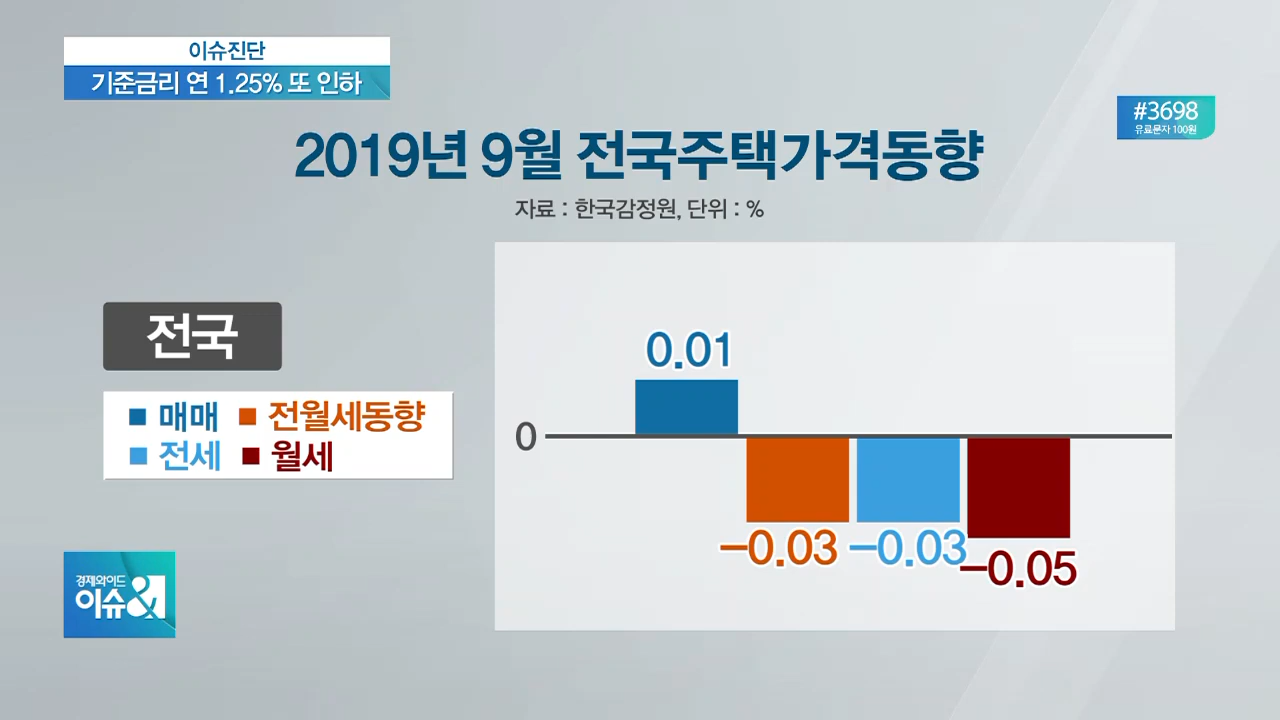 이슈진단
기준금리 연 1.25% 또 인하
#3698
유료문자 100원
2019년 9월 전국주택가격동향
자료 : 한국감정원, 단위 : %
전국
매매 전월세동향
전세 월세
0.01
0
-0.03 -0.03
-0.05
경제와이드
이슈&